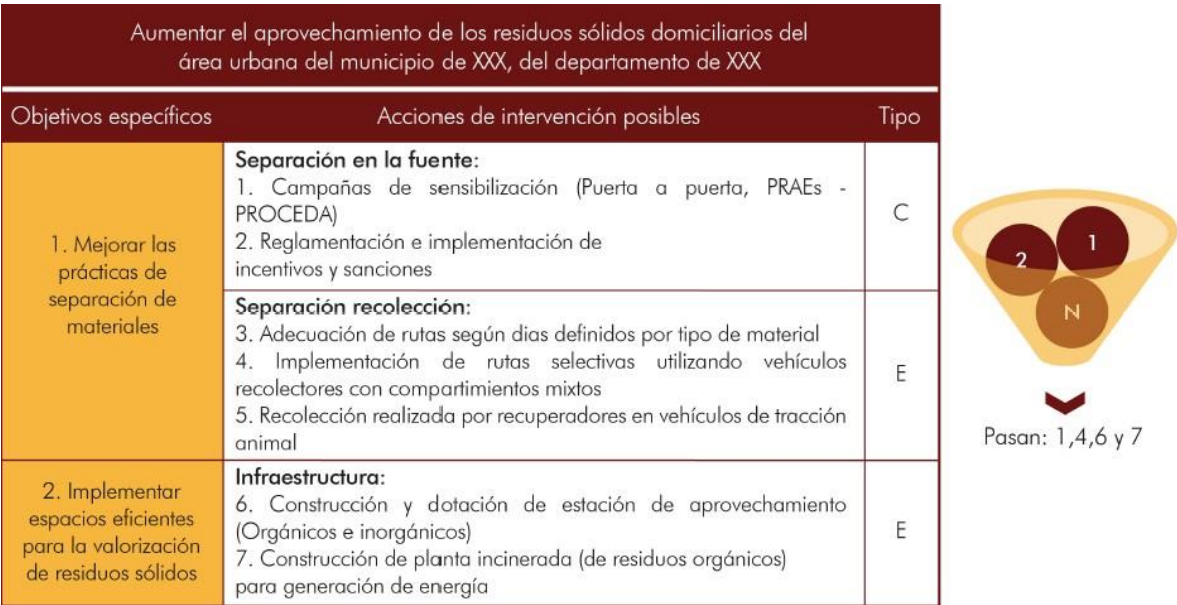 Aumentar el aprovechamiento de los residuos sólidos domiciliarios del
área urbana del municipio de XXX, del departamento de XXX
Objetivos específicos
Acciones de intervención posibles
Tipo
1. Mejorar las
prácticas de
separación de
materiales
Separación en la fuente:
1. Campañas de sensibilización (Puerta a puerta, PRAEs -
PROCEDA)
2. Reglamentación e implementación de
incentivos y sanciones
C
Separación recolección:
3. Adecuación de rutas según dias definidos por tipo de material
4. Implementación de rutas selectivas utilizando vehículos
recolectores con compartimientos mixtos
5. Recolección realizada por recuperadores en vehículos de tracción
animal
E
2. Implementar
espacios eficientes
para la valorización
de residuos sólidos
Infraestructura:
6. Construcción y dotación de estación de aprovechamiento
(Orgánicos e inorgánicos)
7. Construcción de planta incinerada (de residuos orgánicos)
para generación de energía
E
2
1
N
Pasan: 1,4,6 y 7